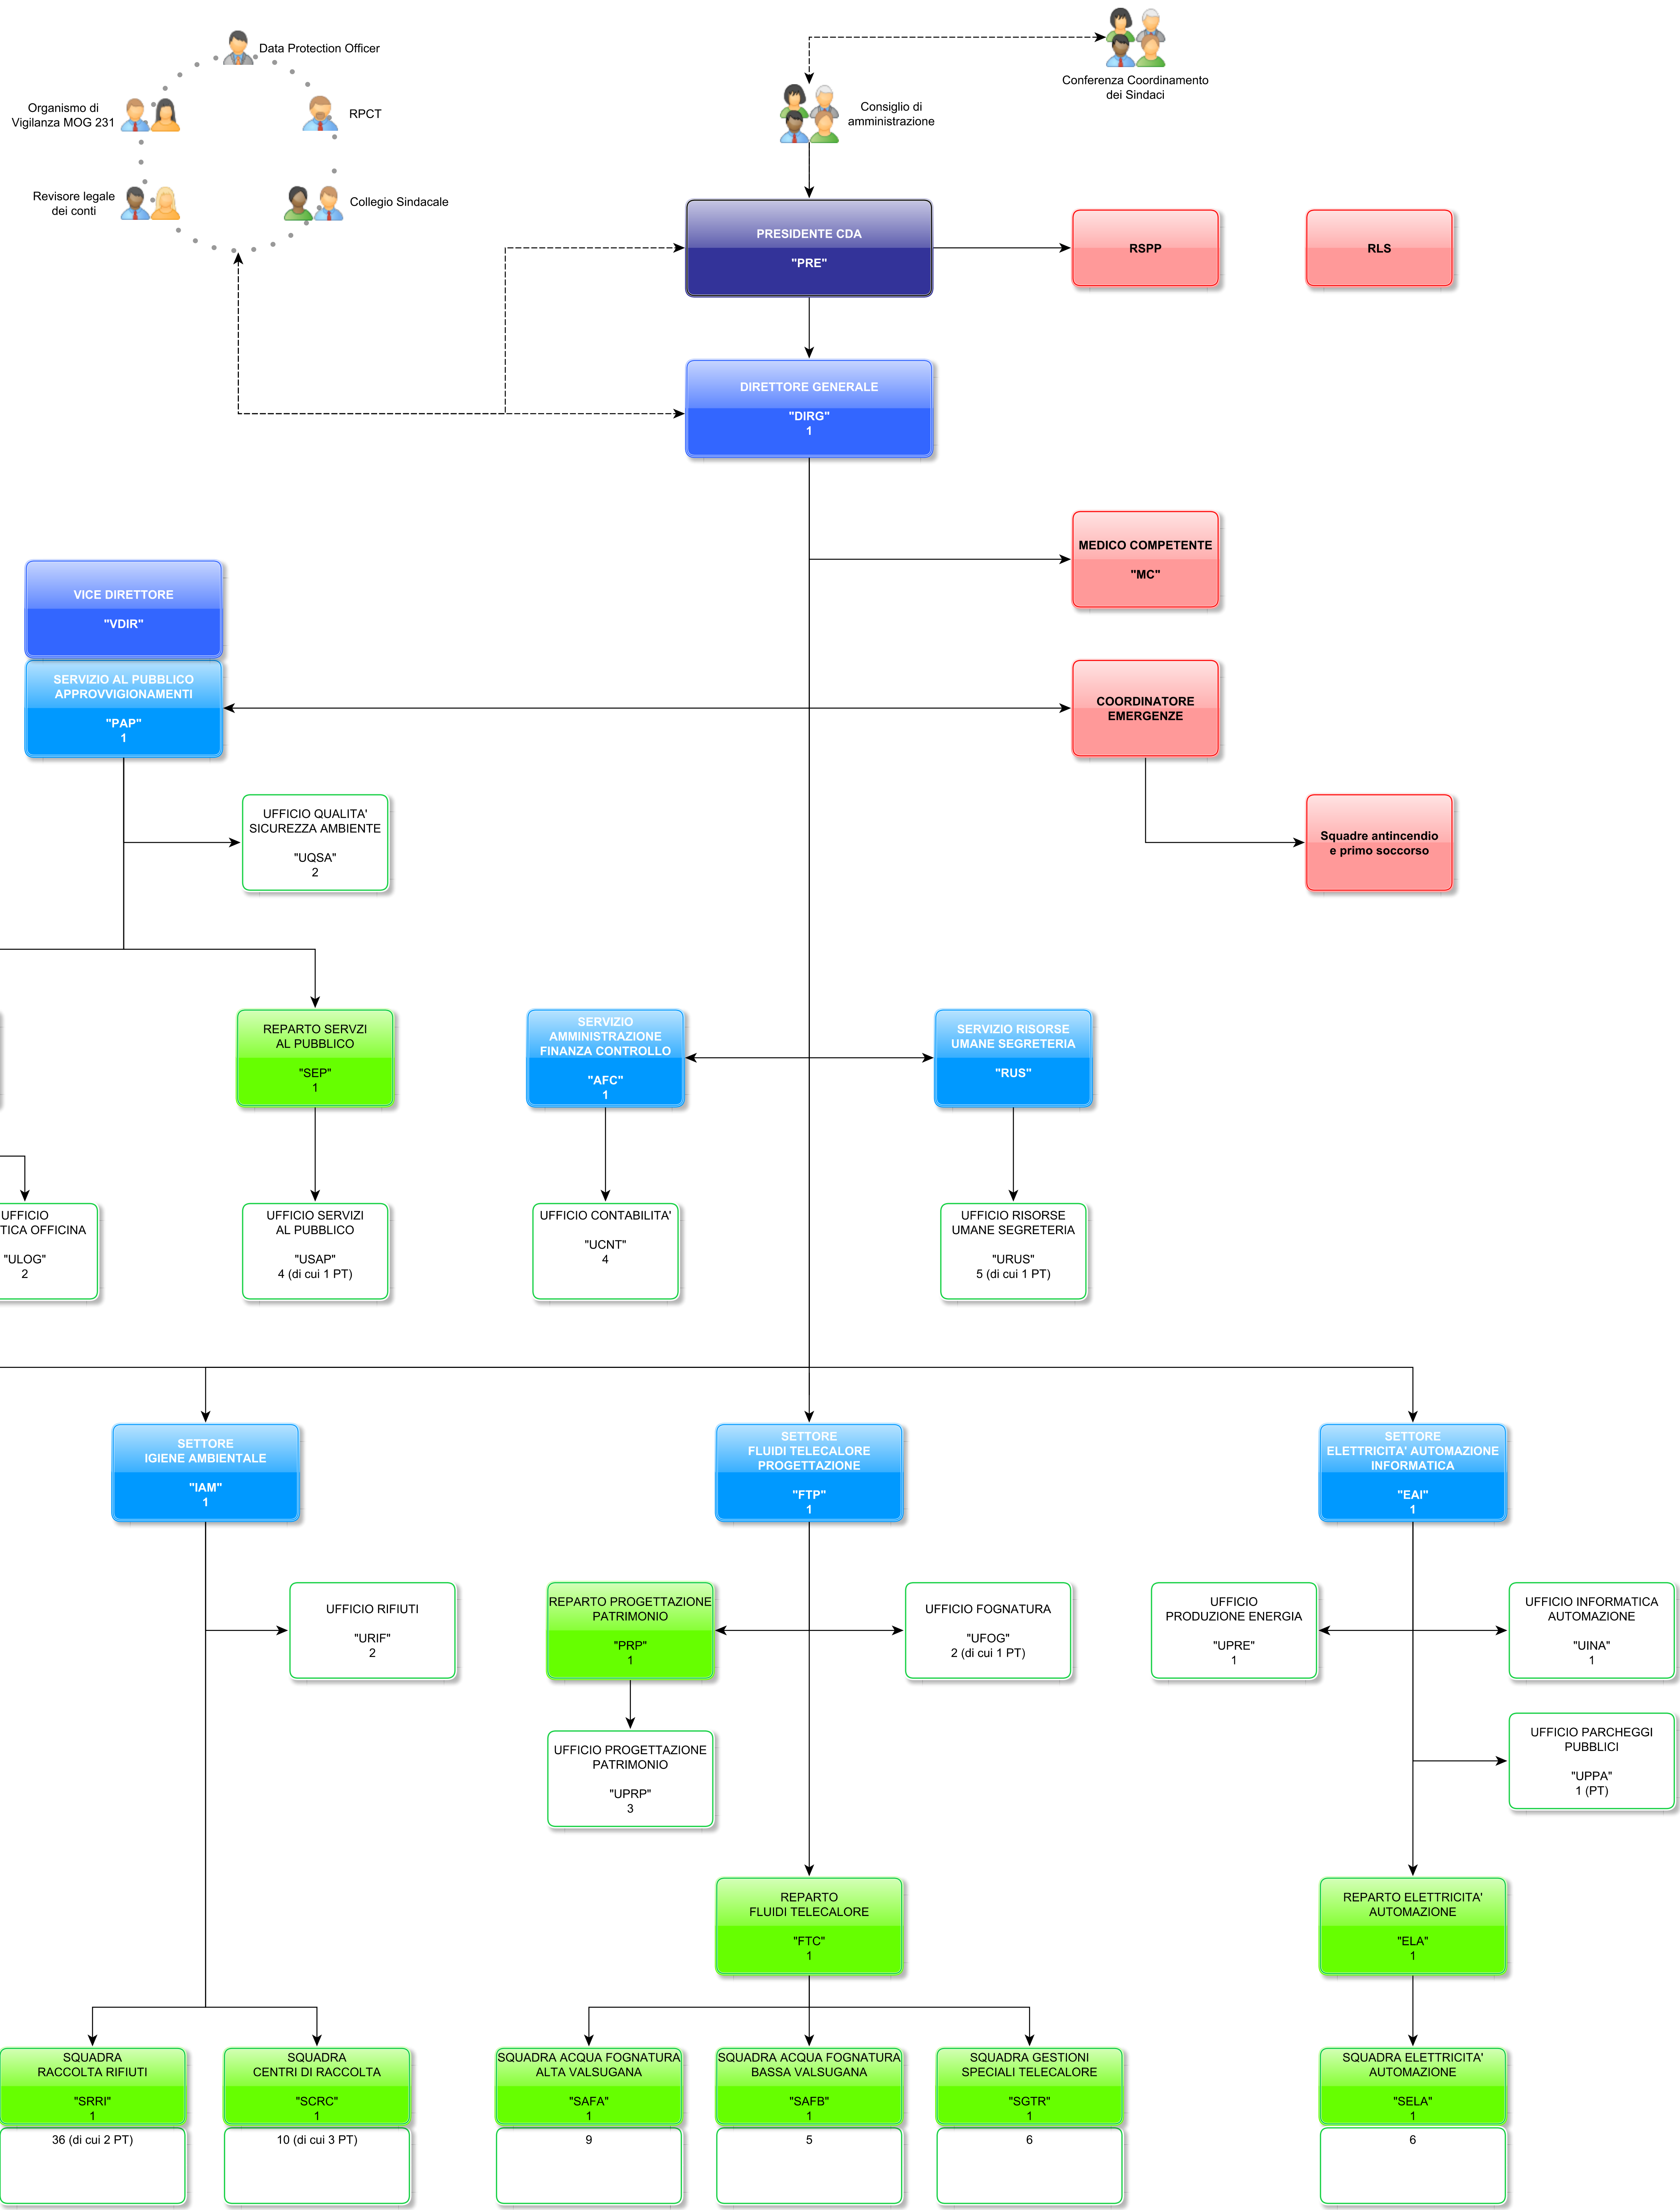 Data Protection Officer
Organismo di
Vigilanza MOG 231
RPCT
Revisore legale
dei conti
Collegio Sindacale
Conferenza Coordinamento
dei Sindaci
Consiglio di
amministrazione
PRESIDENTE CDA
"PRE"
RSPP
RLS
DIRETTORE GENERALE
"DIRG"
1
MEDICO COMPETENTE
"MC"
VICE DIRETTORE
"VDIR"
SERVIZIO AL PUBBLICO
APPROVVIGIONAMENTI
"PAP"
1
COORDINATORE
EMERGENZE
UFFICIO QUALITA'
SICUREZZA AMBIENTE
"UQSA"
2
Squadre antincendio
e primo soccorso
REPARTO SERVZI
AL PUBBLICO
"SEP"
1
SERVIZIO
AMMINISTRAZIONE
FINANZA CONTROLLO
"AFC"
1
SERVIZIO RISORSE
UMANE SEGRETERIA
"RUS"
UFFICIO
TICA OFFICINA
"ULOG"
2
UFFICIO SERVIZI
AL PUBBLICO
"USAP"
4 (di cui 1 PT)
UFFICIO CONTABILITA'
"UCNT"
4
UFFICIO RISORSE
UMANE SEGRETERIA
"URUS"
5 (di cui 1 PT)
SETTORE
IGIENE AMBIENTALE
"IAM"
1
SETTORE
FLUIDI TELECALORE
PROGETTAZIONE
"FTP"
1
SETTORE
ELETTRICITA' AUTOMAZIONE
INFORMATICA
"EAI"
1
UFFICIO RIFIUTI
"URIF"
2
REPARTO PROGETTAZIONE
PATRIMONIO
"PRP"
1
UFFICIO FOGNATURA
"UFOG"
2 (di cui 1 PT)
UFFICIO
PRODUZIONE ENERGIA
"UPRE"
1
UFFICIO INFORMATICA
AUTOMAZIONE
"UINA"
1
UFFICIO PROGETTAZIONE
PATRIMONIO
"UPRP"
3
UFFICIO PARCHEGGI
PUBBLICI
"UPPA"
1 (PT)
REPARTO
FLUIDI TELECALORE
"FTC"
1
REPARTO ELETTRICITA'
AUTOMAZIONE
"ELA"
1
SQUADRA
RACCOLTA RIFIUTI
"SRRI"
1
36 (di cui 2 PT)
SQUADRA
CENTRI DI RACCOLTA
"SCRC"
1
10 (di cui 3 PT)
SQUADRA ACQUA FOGNATURA
ALTA VALSUGANA
"SAFA"
1
9
SQUADRA ACQUA FOGNATURA
BASSA VALSUGANA
"SAFB"
1
5
SQUADRA GESTIONI
SPECIALI TELECALORE
"SGTR"
1
6
SQUADRA ELETTRICITA'
AUTOMAZIONE
"SELA"
1
6